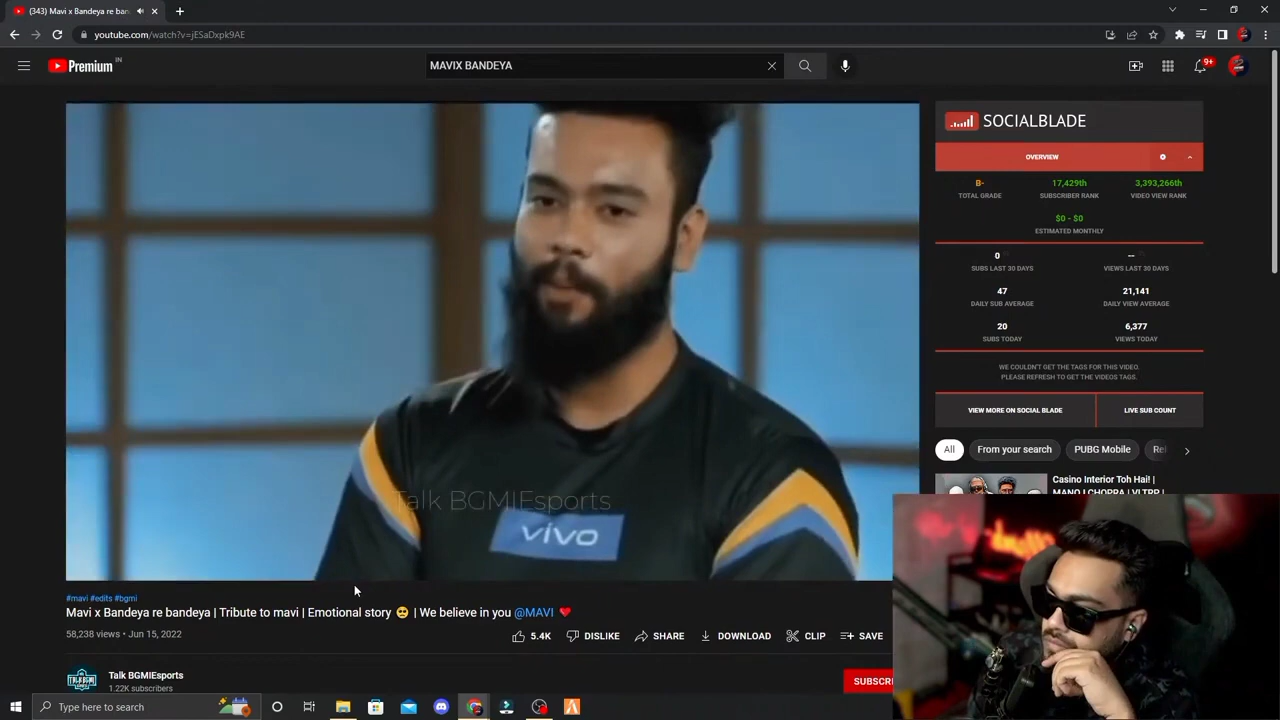 (343) Mavi x Bandeya re ban
youtube.com/watch?v=jESaDxpk9AE
Premium IN
MAVIX BANDEYA
9+
SOCIALBLADE
OVERVIEW
B- 17,429th 3,393,266th
TOTAL GRADE SUBSCRIBER RANK VIDEO VIEW RANK
$0 - $0
ESTIMATED MONTHLY
0 --
SUBS LAST 30 DAYS VIEWS LAST 30 DAYS
47 21,141
DAILY SUB AVERAGE DAILY VIEW AVERAGE
20 6,377
SUBS TODAY VIEWS TODAY
WE COULDN'T GET THE TAGS FOR THIS VIDEO.
PLEASE REFRESH TO GET THE VIDEOS TAGS.
VIEW MORE ON SOCIAL BLADE LIVE SUB COUNT
All From your search PUBG Mobile Rel
Casino Interior Toh Hai! |
MANOJ CHOPRA | VLTRP |
Talk BGMIEsports
vivo
#mavi #edits #bgmi
Mavi x Bandeya re bandeya | Tribute to mavi | Emotional story 😔 | We believe in you @MAVI ❤️
58,238 views • Jun 15, 2022
5.4K DISLIKE SHARE DOWNLOAD CLIP SAVE
Talk BGMIEsports
1.22K subscribers
SUBSCRI
Type here to search